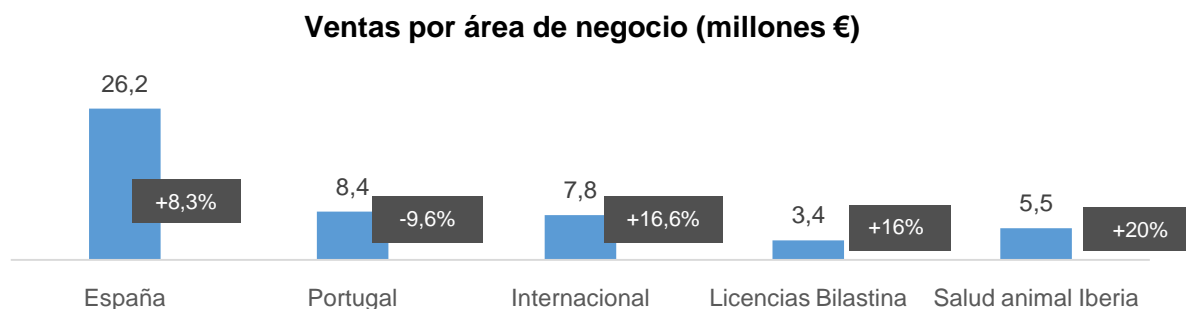 Ventas por área de negocio (millones €)
26,2
+8,3%
8,4
-9,6%
7,8
+16,6%
3,4
+16%
5,5
+20%
España
Portugal
Internacional
Licencias Bilastina
Salud animal Iberia